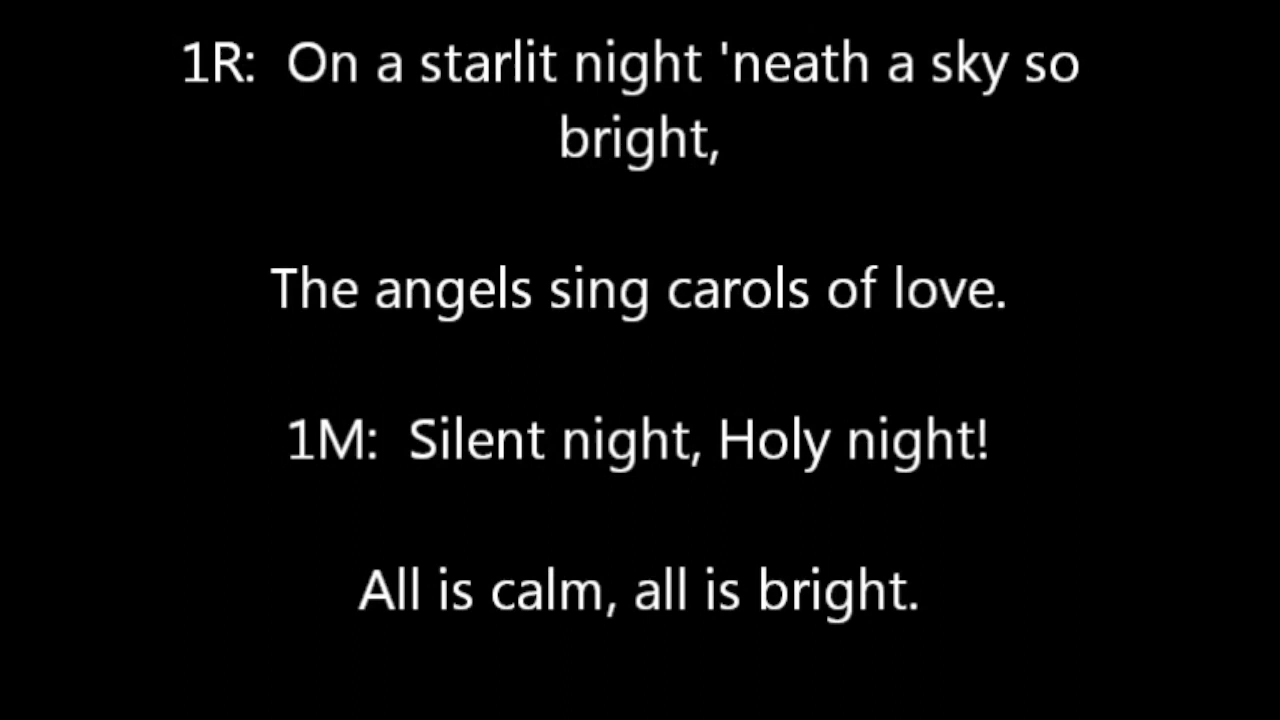 1R:  On a starlit night 'neath a sky so
bright,
The angels sing carols of love.
1M:  Silent night, Holy night!
All is calm, all is bright.